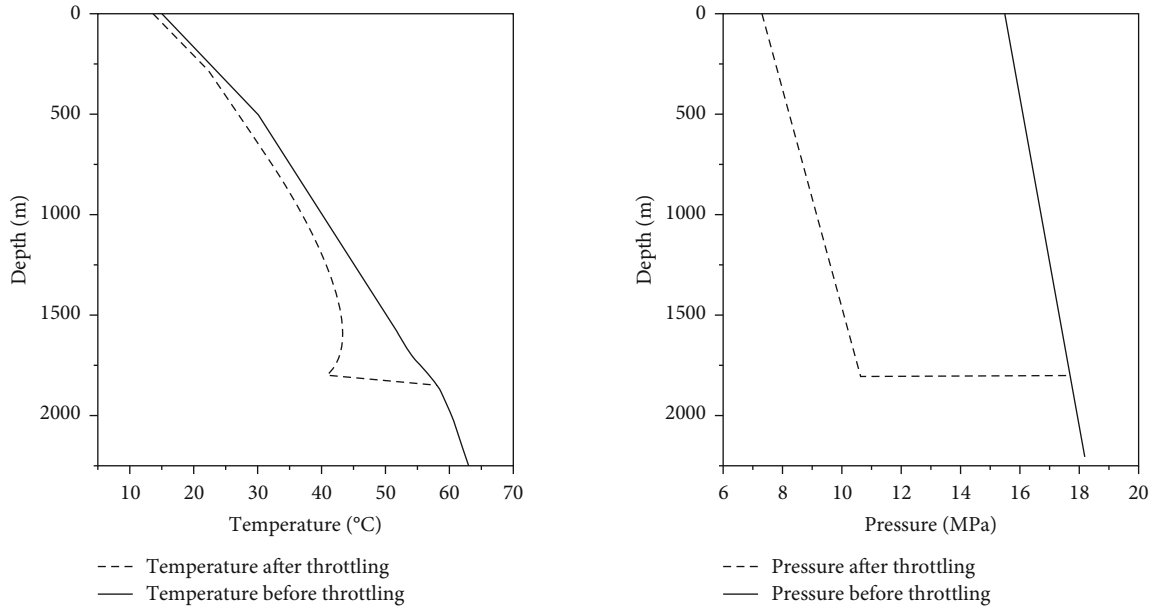 0
500
1000
1500
2000
Depth (m)
10 20 30 40 50 60 70
Temperature (°C)
Temperature after throttling
Temperature before throttling
0
500
1000
1500
2000
Depth (m)
6 8 10 12 14 16 18 20
Pressure (MPa)
Pressure after throttling
Pressure before throttling